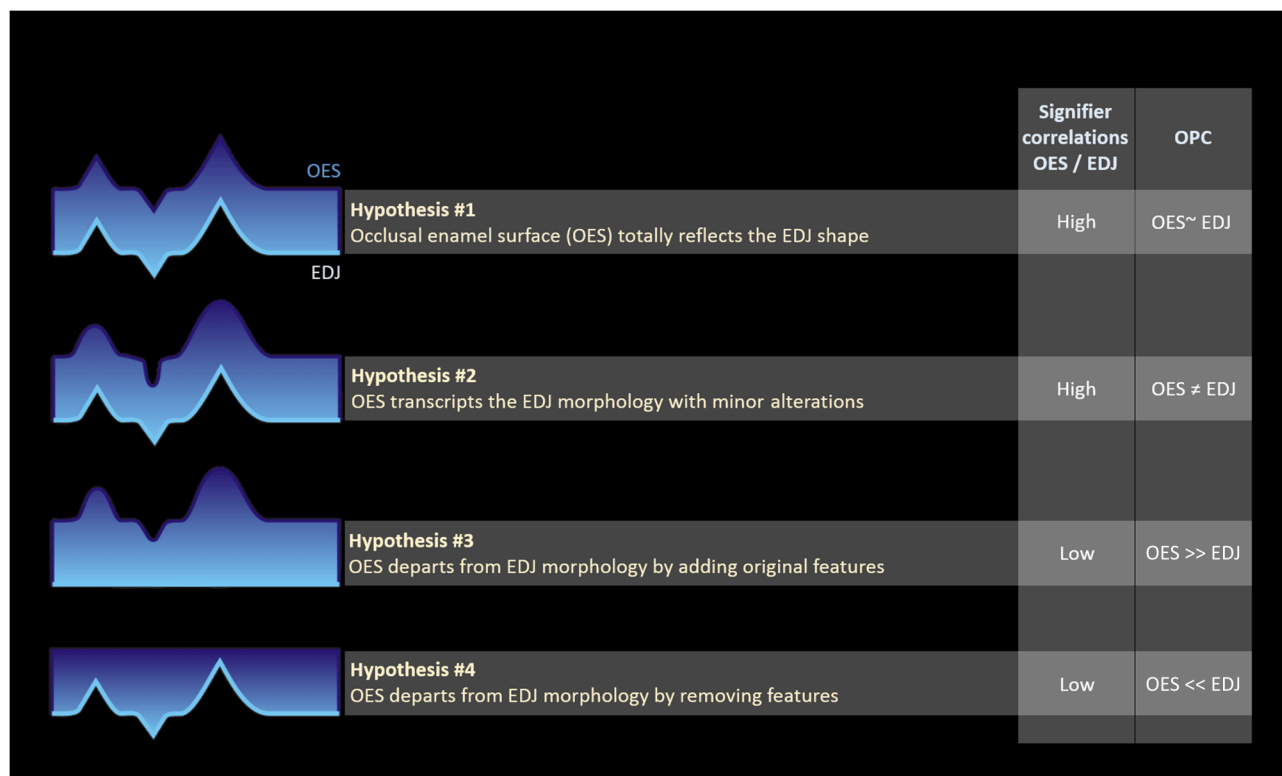 Signifier
correlations
OES / EDJ
OPC
OES
EDJ
Hypothesis #1
Occlusal enamel surface (OES) totally reflects the EDJ shape
High
OES~ EDJ
Hypothesis #2
OES transcripts the EDJ morphology with minor alterations
High
OES ≠ EDJ
Hypothesis #3
OES departs from EDJ morphology by adding original features
Low
OES >> EDJ
Hypothesis #4
OES departs from EDJ morphology by removing features
Low
OES << EDJ